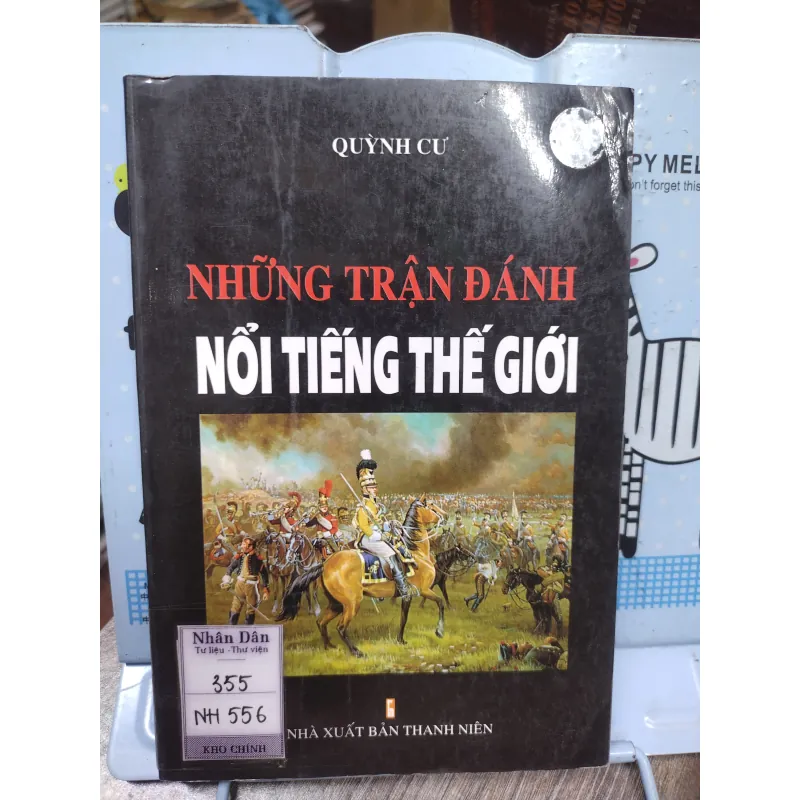 QUỲNH CƯ
PY MEL
n't forget this
NHỮNG TRẬN ĐÁNH
NỔI TIẾNG THẾ GIỚI
Nhân Dân
Tư liệu - Thư viện
355
NH 556
KHO CHÍNH
NHÀ XUẤT BẢN THANH NIÊN